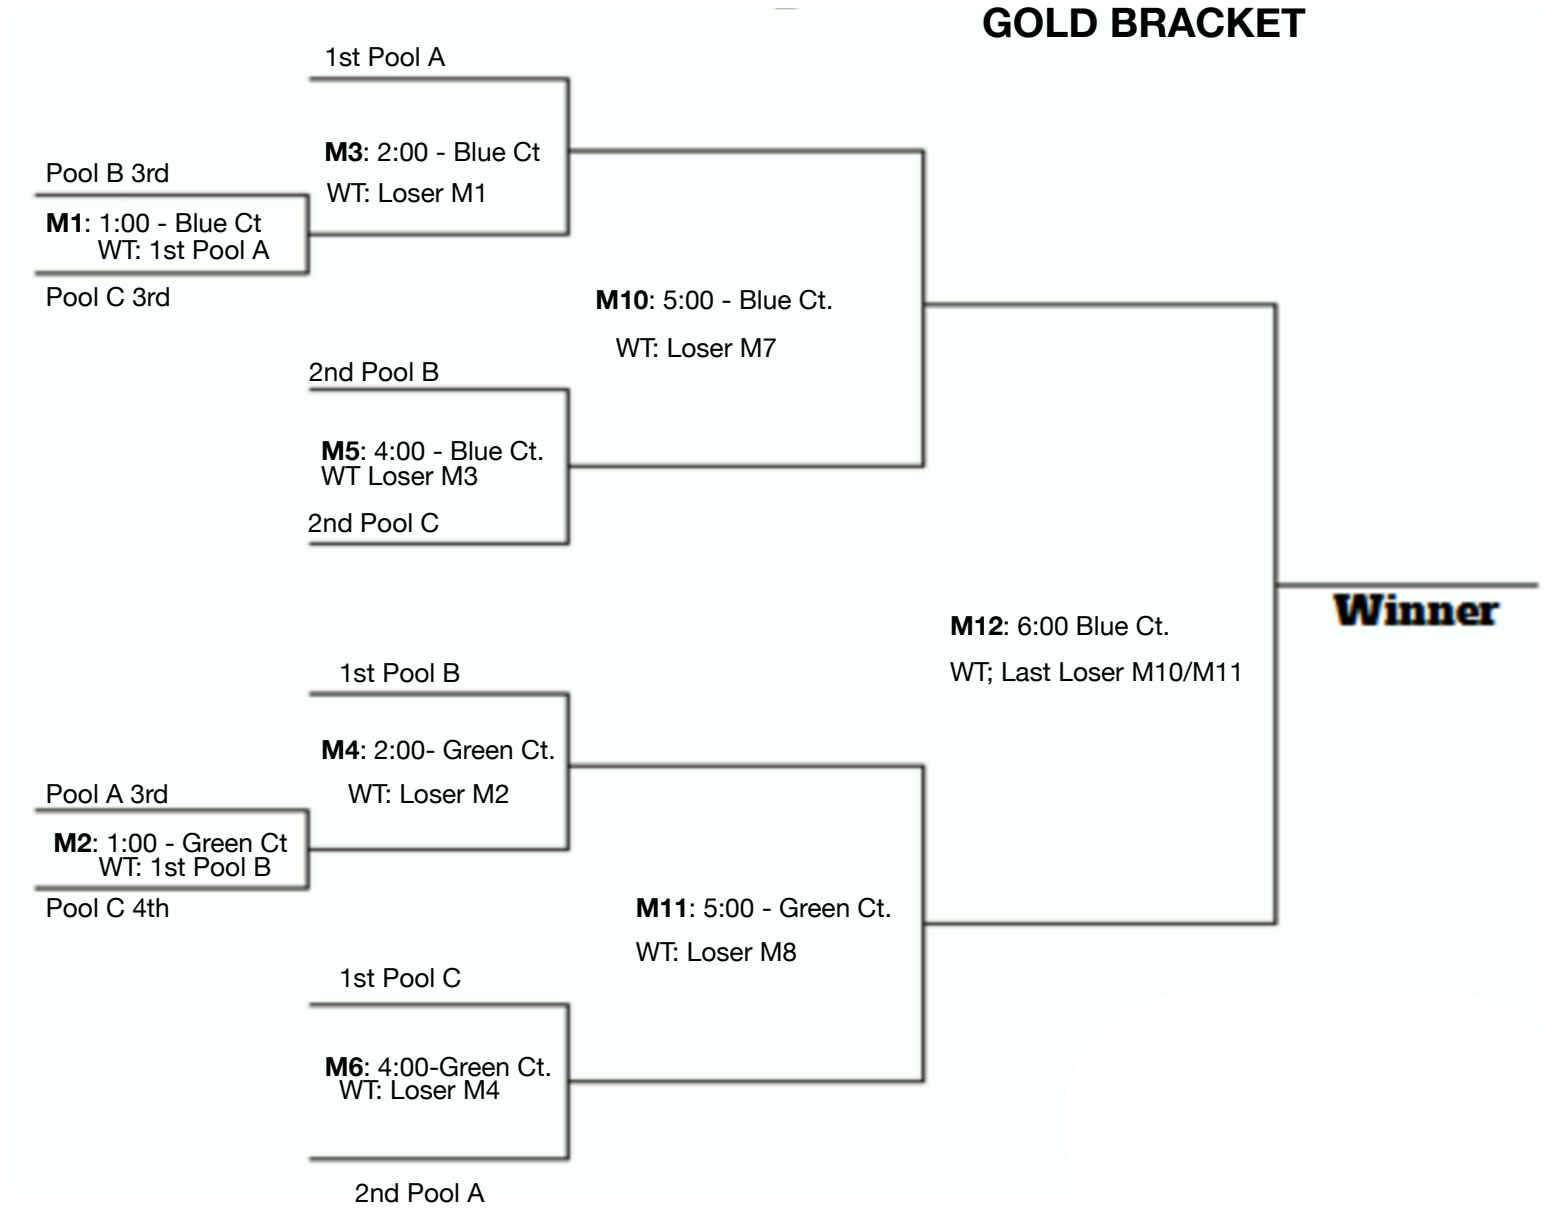 GOLD BRACKET
1st Pool A
M3: 2:00 - Blue Ct
WT: Loser M1
Pool B 3rd
M1: 1:00 - Blue Ct
WT: 1st Pool A
Pool C 3rd
M10: 5:00 - Blue Ct.
WT: Loser M7
2nd Pool B
M5: 4:00 - Blue Ct.
WT Loser M3
2nd Pool C
Winner
M12: 6:00 Blue Ct.
WT; Last Loser M10/M11
1st Pool B
M4: 2:00- Green Ct.
WT: Loser M2
Pool A 3rd
M2: 1:00 - Green Ct
WT: 1st Pool B
Pool C 4th
M11: 5:00 - Green Ct.
WT: Loser M8
1st Pool C
M6: 4:00-Green Ct.
WT: Loser M4
2nd Pool A